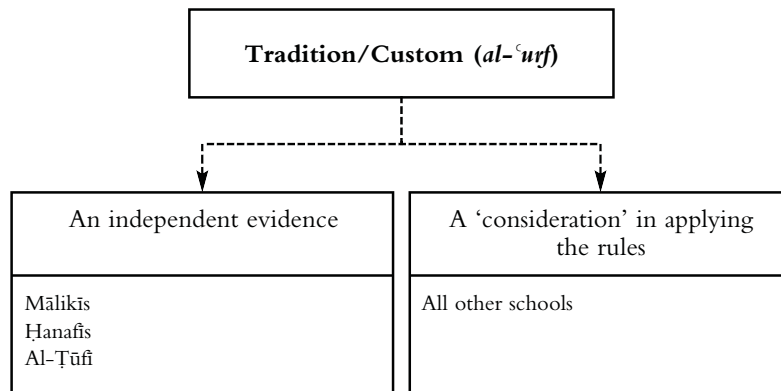 Tradition/Custom (al-ʿurf)
An independent evidence
Mālikīs
Ḥanafīs
Al-Ṭūfī
A ‘consideration’ in applying
the rules
All other schools